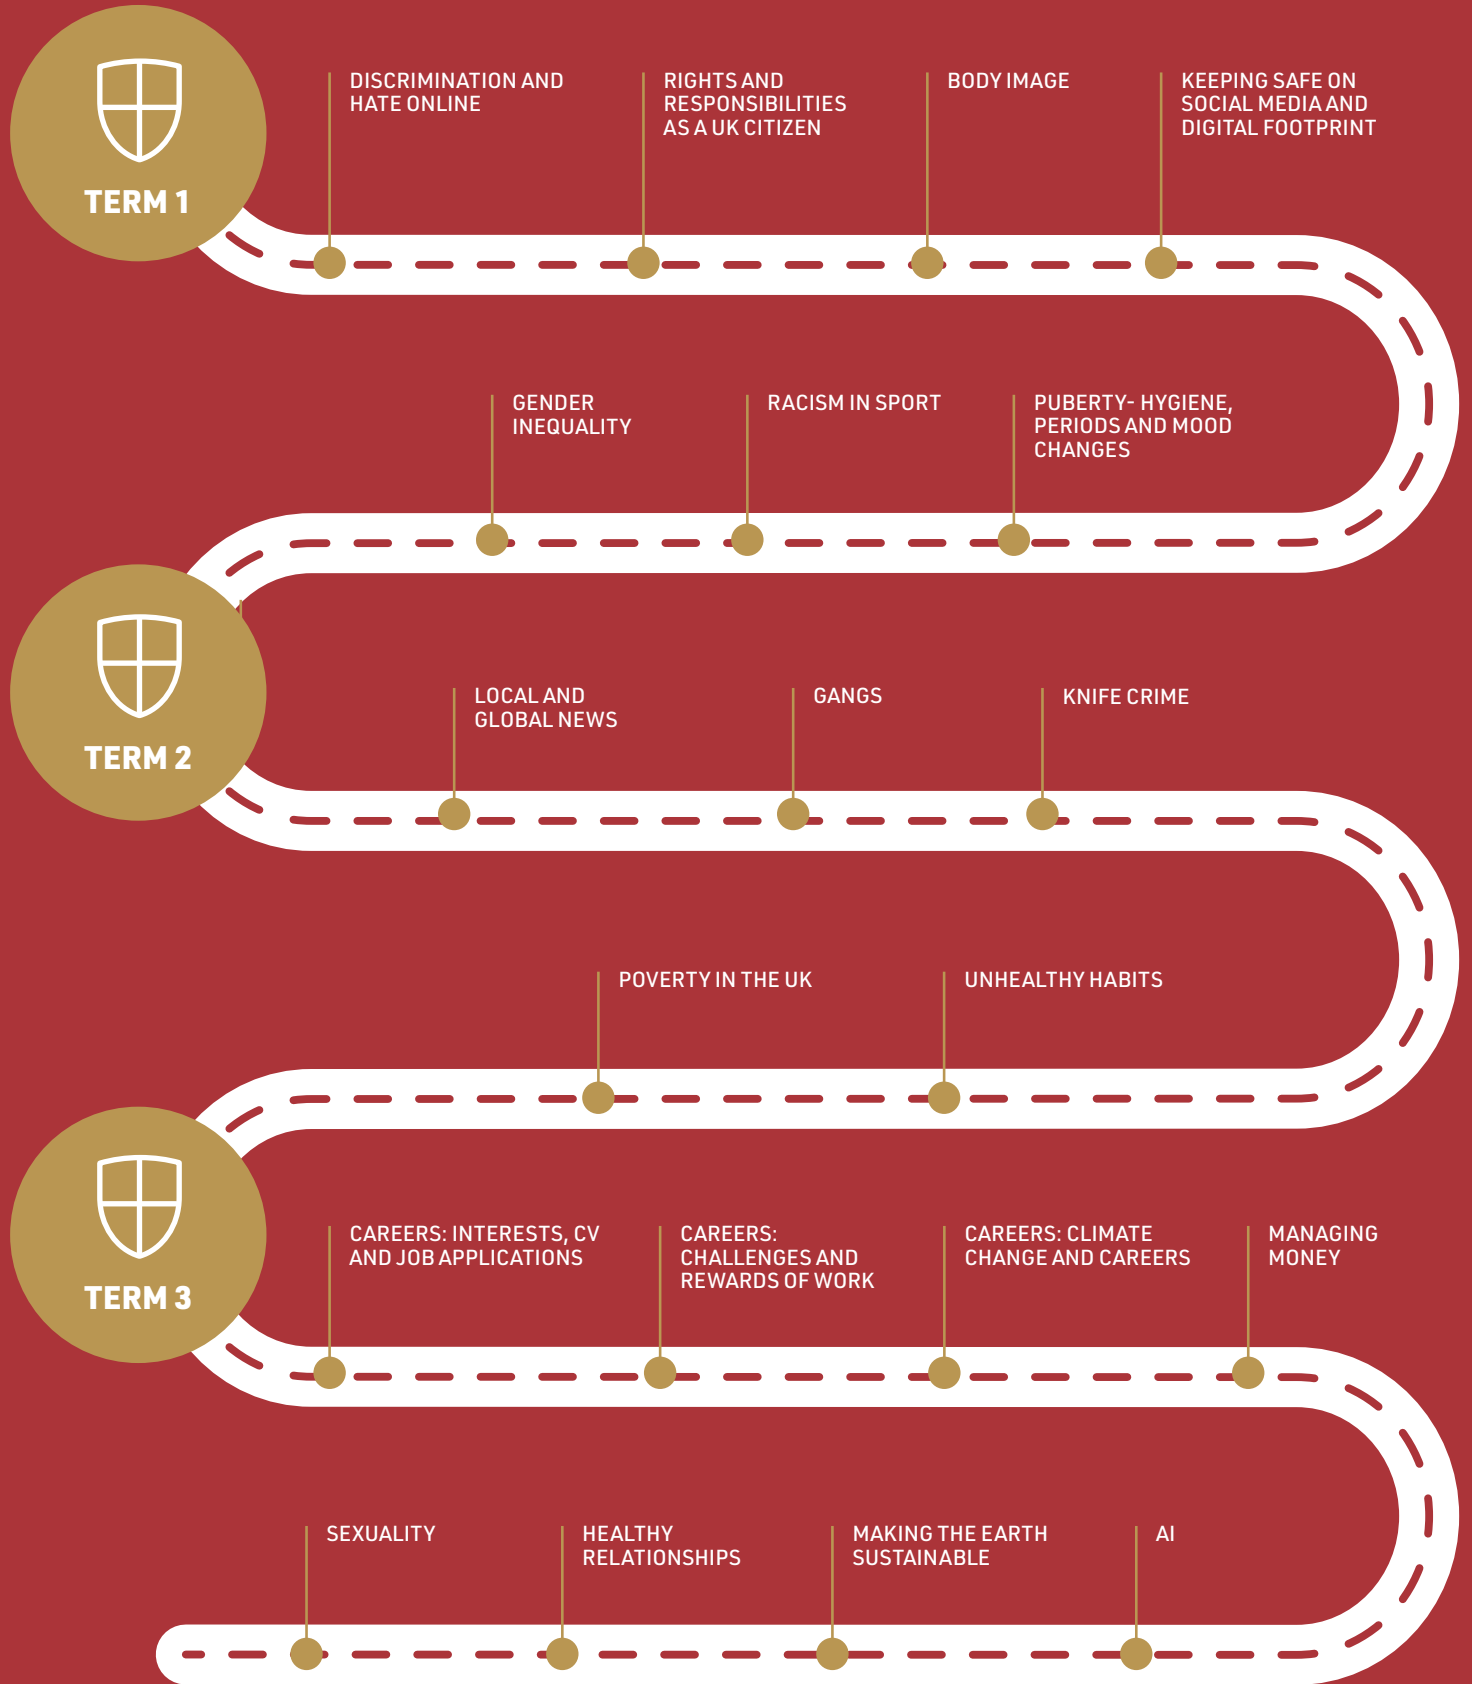 TERM 1
DISCRIMINATION AND
HATE ONLINE
RIGHTS AND
RESPONSIBILITIES
AS A UK CITIZEN
BODY IMAGE
KEEPING SAFE ON
SOCIAL MEDIA AND
DIGITAL FOOTPRINT
GENDER
INEQUALITY
RACISM IN SPORT
PUBERTY- HYGIENE,
PERIODS AND MOOD
CHANGES
TERM 2
LOCAL AND
GLOBAL NEWS
GANGS
KNIFE CRIME
POVERTY IN THE UK
UNHEALTHY HABITS
TERM 3
CAREERS: INTERESTS, CV
AND JOB APPLICATIONS
CAREERS:
CHALLENGES AND
REWARDS OF WORK
CAREERS: CLIMATE
CHANGE AND CAREERS
MANAGING
MONEY
SEXUALITY
HEALTHY
RELATIONSHIPS
MAKING THE EARTH
SUSTAINABLE
AI